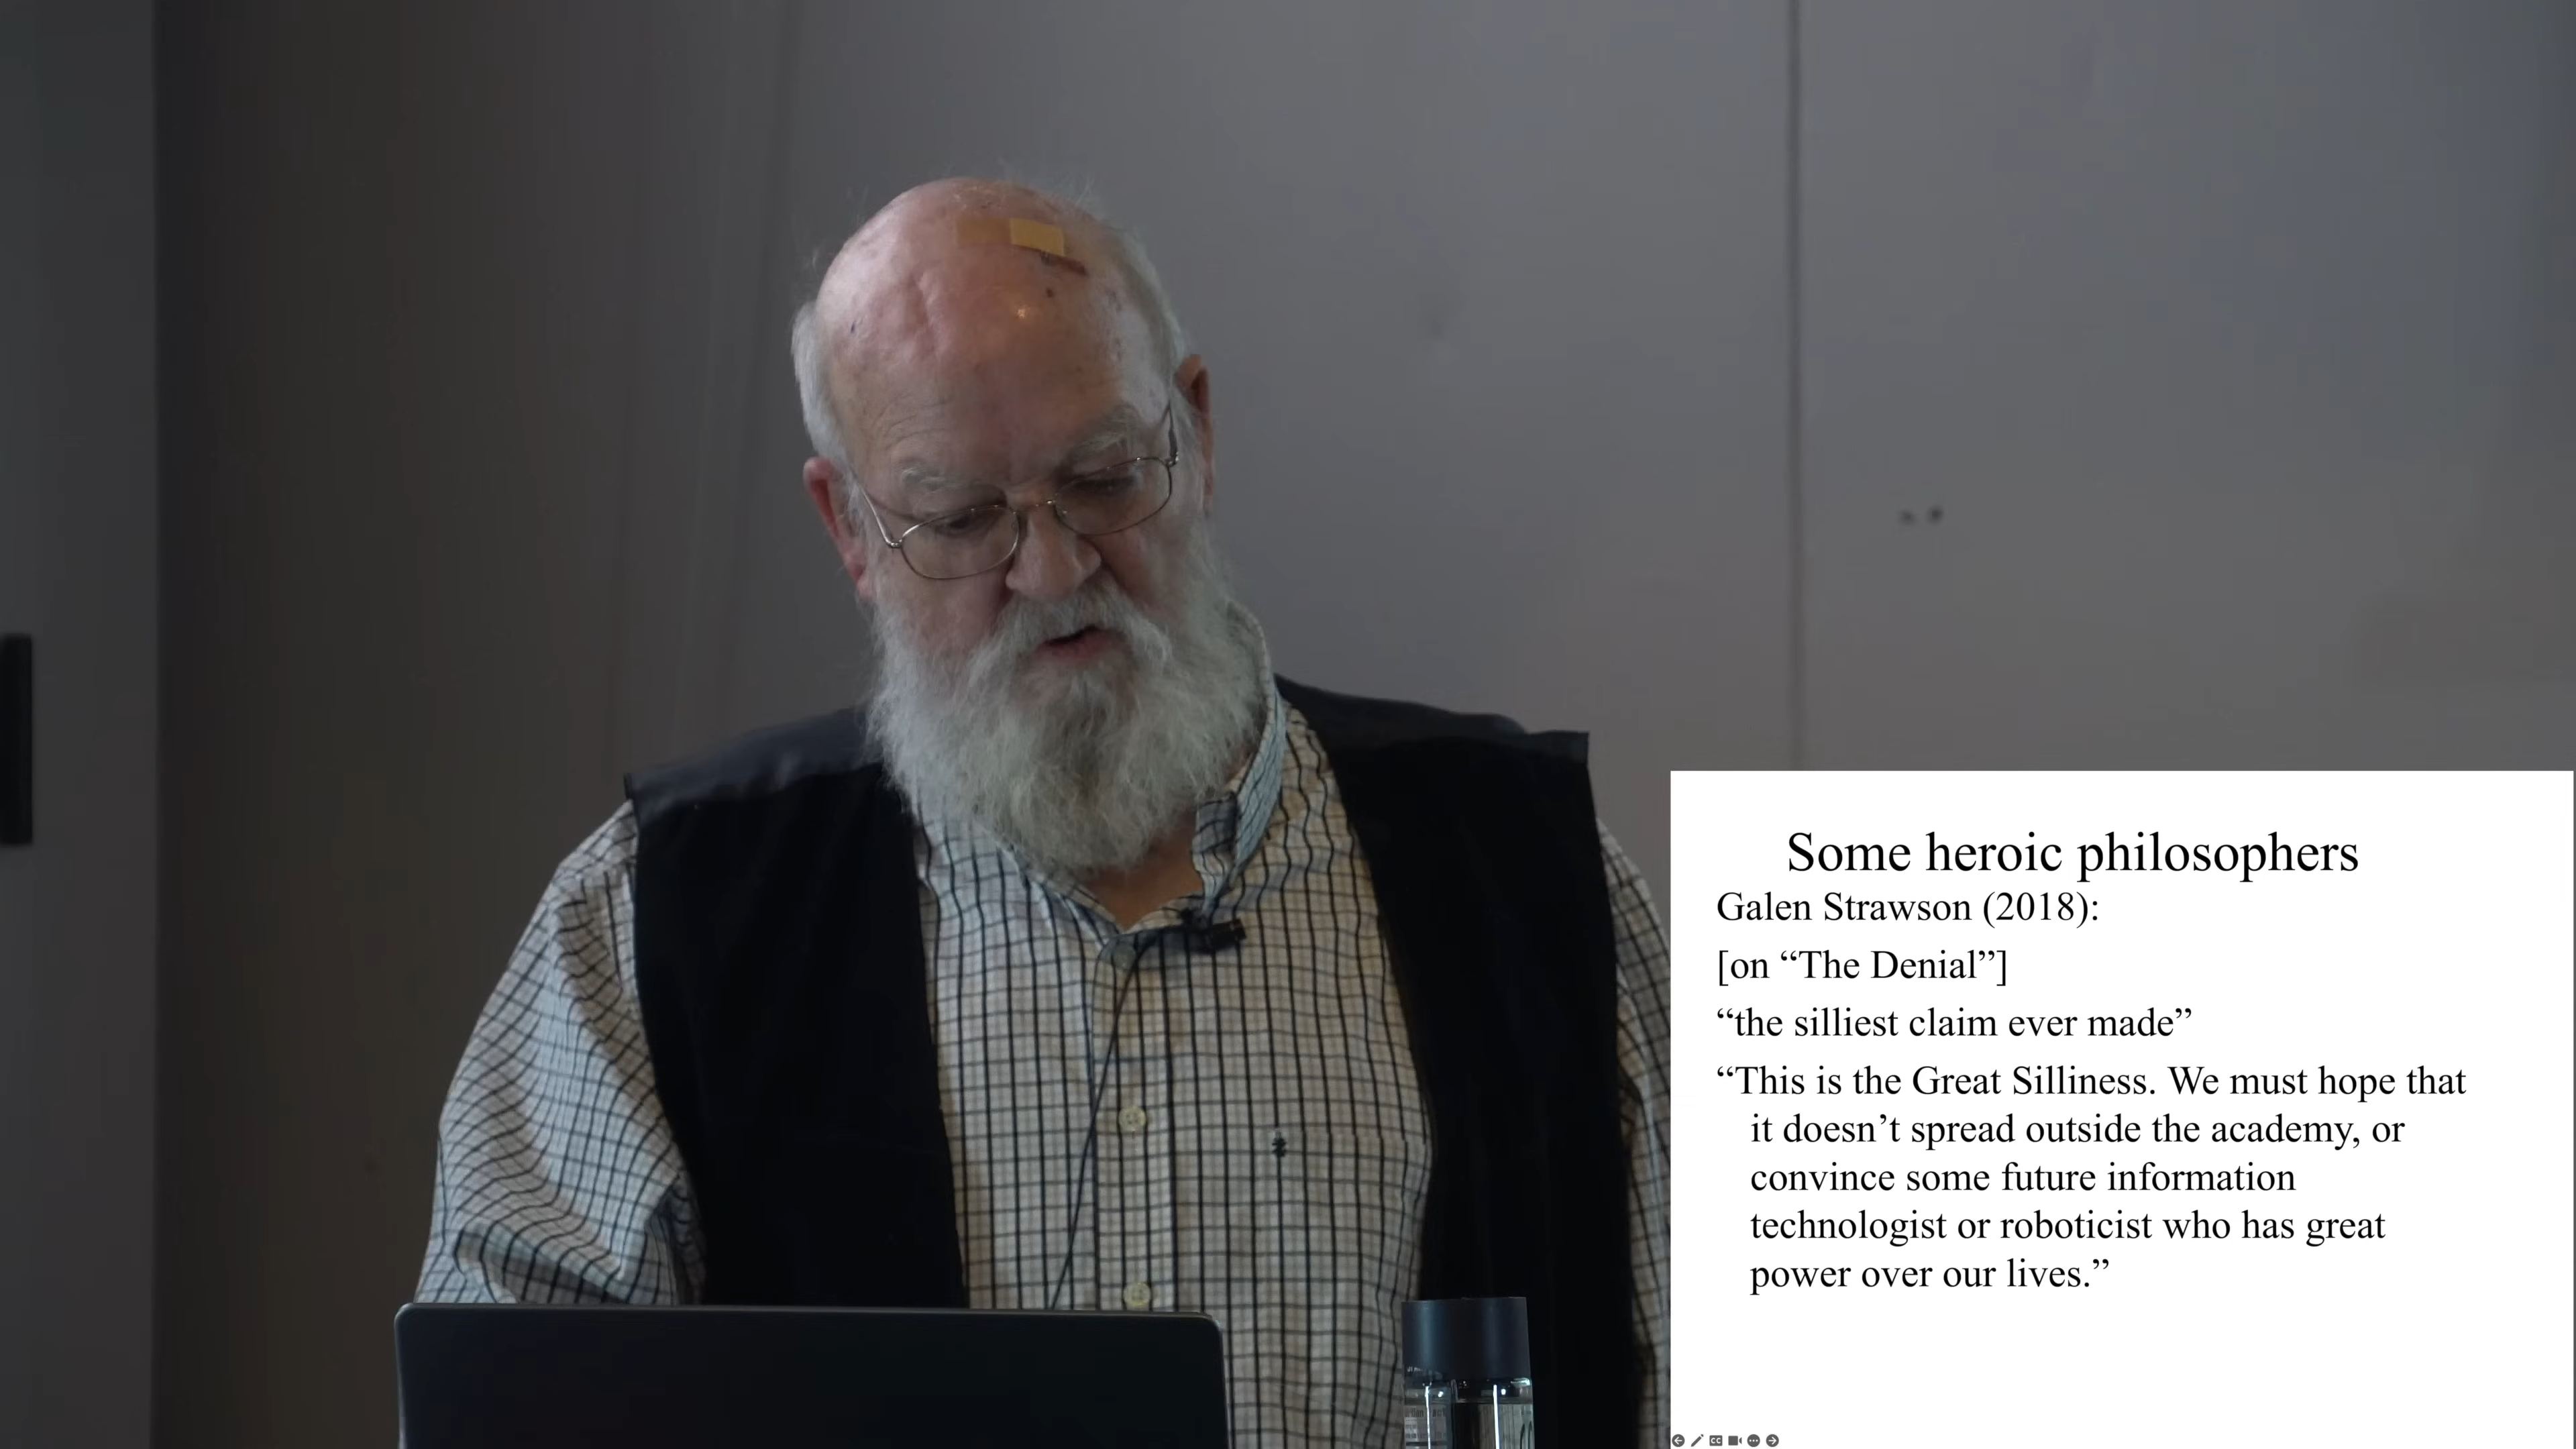 Some heroic philosophers
Galen Strawson (2018):
[on “The Denial”]
“the silliest claim ever made”
“This is the Great Silliness. We must hope that
it doesn’t spread outside the academy, or
convince some future information
technologist or roboticist who has great
power over our lives.”